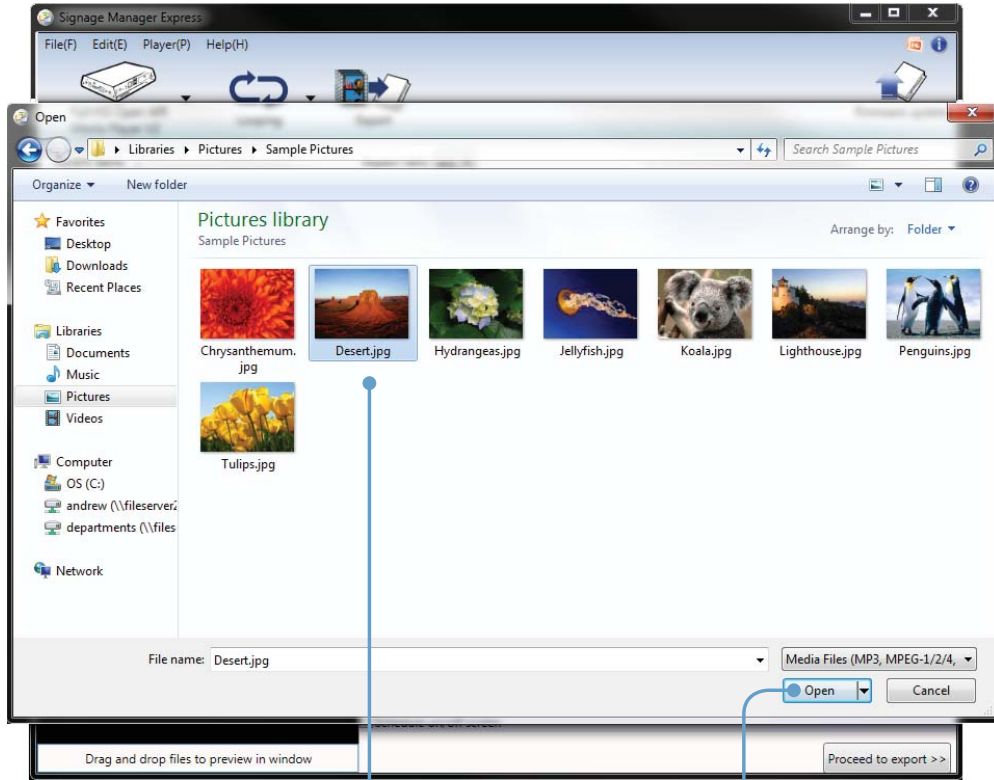 Signage Manager Express
File(F) Edit(E) Player(P) Help(H)
Open
Libraries Pictures Sample Pictures
Search Sample Pictures
Organize New folder
Favorites
Desktop
Downloads
Recent Places
Libraries
Documents
Music
Pictures
Videos
Computer
OS (C:)
andrew (\\fileserver2
departments (\\files
Network
Pictures library
Sample Pictures
Arrange by: Folder
Chrysanthemum.
jpg
Desert.jpg
Hydrangeas.jpg
Jellyfish.jpg
Koala.jpg
Lighthouse.jpg
Penguins.jpg
Tulips.jpg
File name: Desert.jpg
Media Files (MP3, MPEG-1/2/4,
Open Cancel
Drag and drop files to preview in window
Proceed to export >>